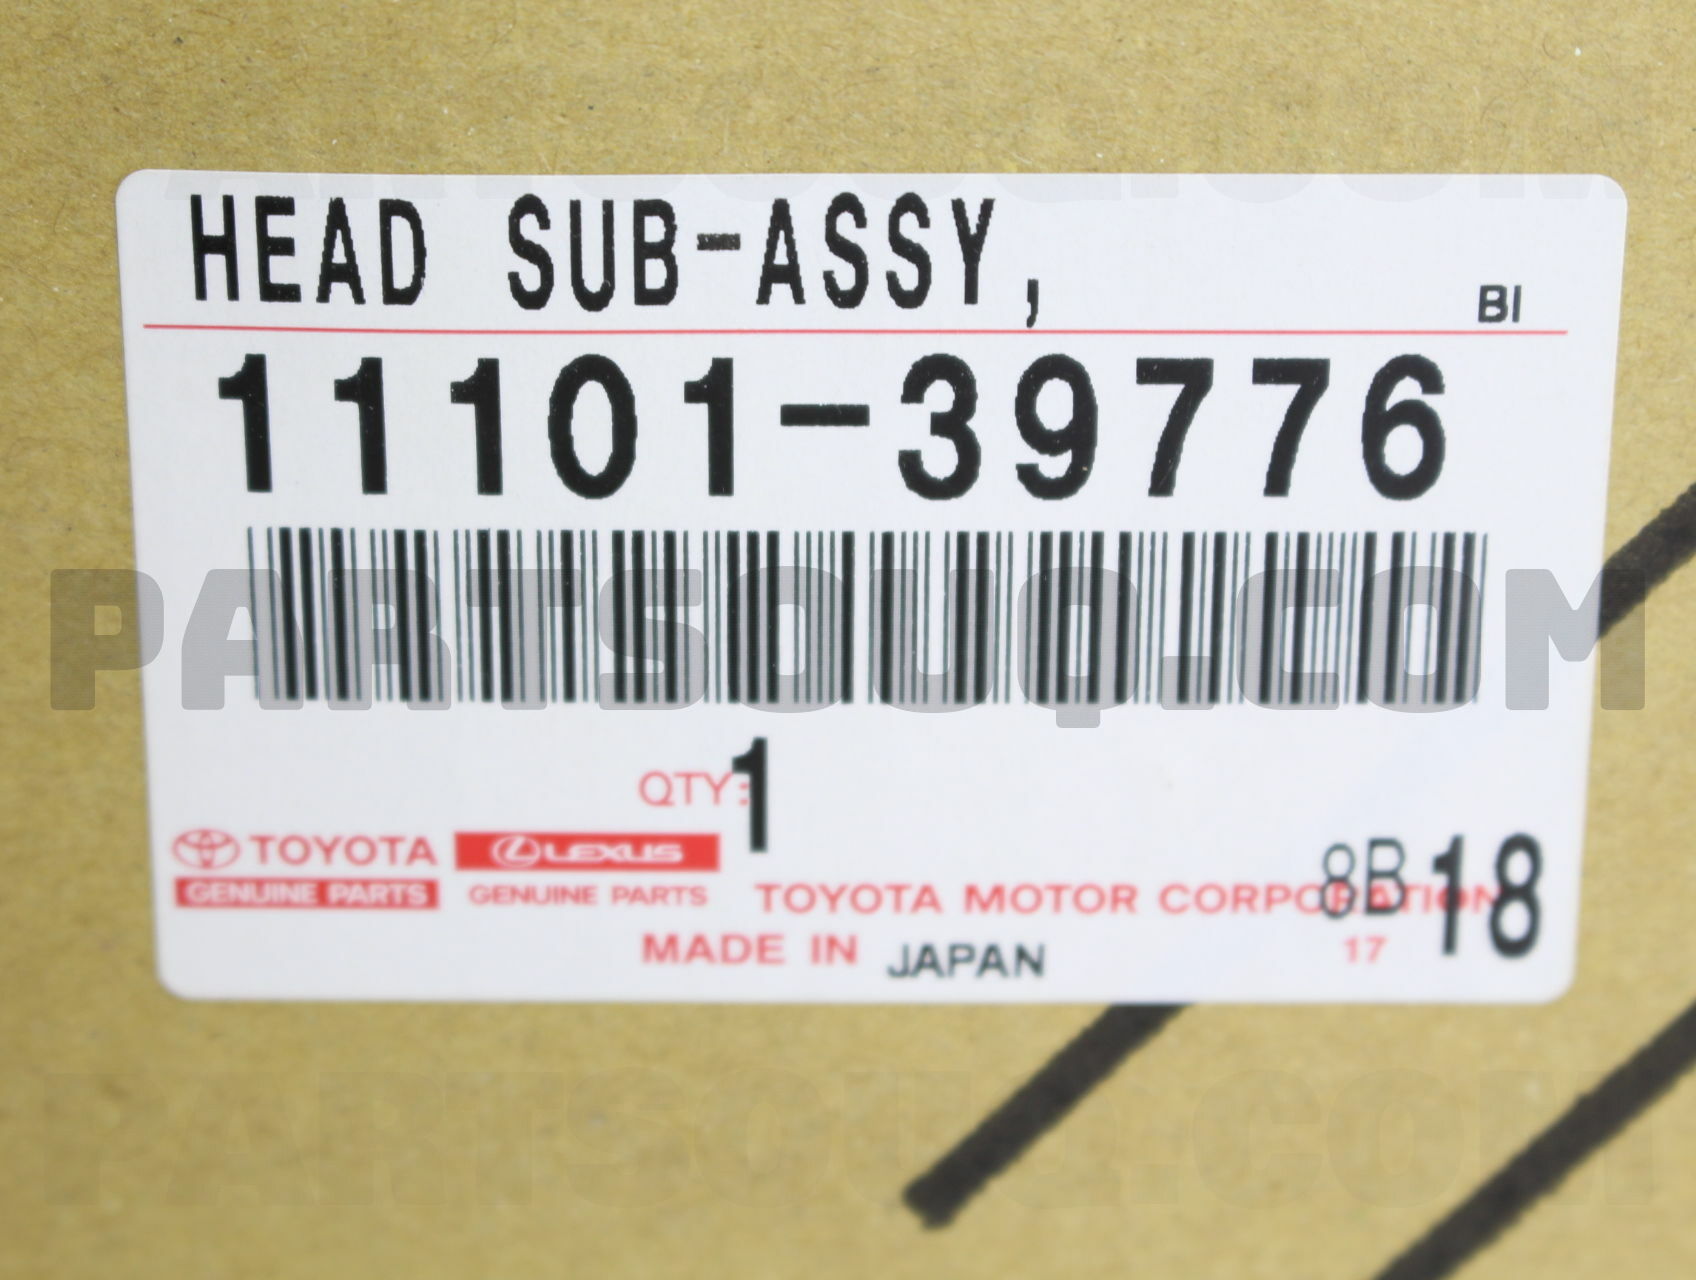 HEAD SUB-ASSY,
BI
11101-39776
PARTSOUQ.COM
QTY: 1
TOYOTA LEXUS
GENUINE PARTS GENUINE PARTS TOYOTA MOTOR CORPORATION
8B 18
MADE IN JAPAN 17
PARTSOUQ.COM